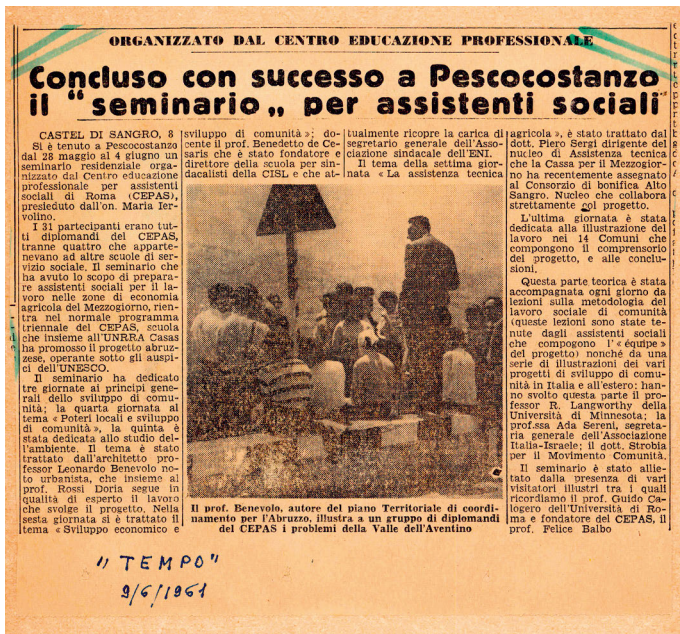 ORGANIZZATO DAL CENTRO EDUCAZIONE PROFESSIONALE
Concluso con successo a Pescocostanzo
il “seminario„ per assistenti sociali
CASTEL DI SANGRO, 8
Si è tenuto a Pescocostanzo
dal 28 maggio al 4 giugno un
seminario residenziale orga-
nizzato dal Centro educazione
professionale per assistenti
sociali di Roma (CEPAS),
presieduto dall'on. Maria Ier-
volino.
I 31 partecipanti erano tut-
ti diplomandi del CEPAS,
tranne quattro che apparte-
nevano ad altre scuole di ser-
vizio sociale. Il seminario che
ha avuto lo scopo di prepara-
re assistenti sociali per il la-
voro nelle zone di economia
agricola del Mezzogiorno, rien-
tra nel normale programma
triennale del CEPAS, scuola
che insieme all'UNRRA Casas
ha promosso il progetto abruz-
zese, operante sotto gli auspi-
ci dell'UNESCO.
Il seminario ha dedicato
tre giornate ai principi gene-
rali dello sviluppo di comu-
nità; la quarta giornata al
tema « Poteri locali e sviluppo
di comunità », la quinta è
stata dedicata allo studio del-
l'ambiente. Il tema è stato
trattato dall'architetto pro-
fessor Leonardo Benevolo no-
to urbanista, che insieme al
prof. Rossi Doria segue in
qualità di esperto il lavoro
che svolge il progetto. Nella
sesta giornata si è trattato il
tema « Sviluppo economico e
sviluppo di comunità »; do-
cente il prof. Benedetto de Ce-
saris che è stato fondatore e
direttore della scuola per sin-
dacalisti della CISL e che at-
tualmente ricopre la carica di
segretario generale dell'Asso-
ciazione sindacale dell'ENI.
Il tema della settima gior-
nata « La assistenza tecnica
agricola », è stato trattato dal
dott. Piero Sergi dirigente del
nucleo di Assistenza tecnica
che la Cassa per il Mezzogior-
no ha recentemente assegnato
al Consorzio di bonifica Alto
Sangro. Nucleo che collabora
strettamente col progetto.
L'ultima giornata è stata
dedicata alla illustrazione del
lavoro nei 14 Comuni che
compongono il comprensorio
del progetto, e alle conclu-
sioni.
Questa parte teorica è stata
accompagnata ogni giorno da
lezioni sulla metodologia del
lavoro sociale di comunità
(queste lezioni sono state te-
nute dagli assistenti sociali
che compogono l'« équipe »
del progetto) nonché da una
serie di illustrazioni dei vari
progetti di sviluppo di comu-
nità in Italia e all'estero: han-
no svolto questa parte il pro-
fessor R. Langworthy della
Università di Minnesota; la
prof.ssa Ada Sereni, segreta-
ria generale dell'Associazione
Italia-Israele; il dott. Strobia
per il Movimento Comunità.
Il seminario è stato allie-
tato dalla presenza di vari
visitatori illustri tra i quali
ricordiamo il prof. Guido Ca-
logero dell'Università di Ro-
ma e fondatore del CEPAS, il
prof. Felice Balbo
Il prof. Benevolo, autore del piano Territoriale di coordi-
namento per l'Abruzzo, illustra a un gruppo di diplomandi
del CEPAS i problemi della Valle dell'Aventino
"TEMPO"
9/6/1961